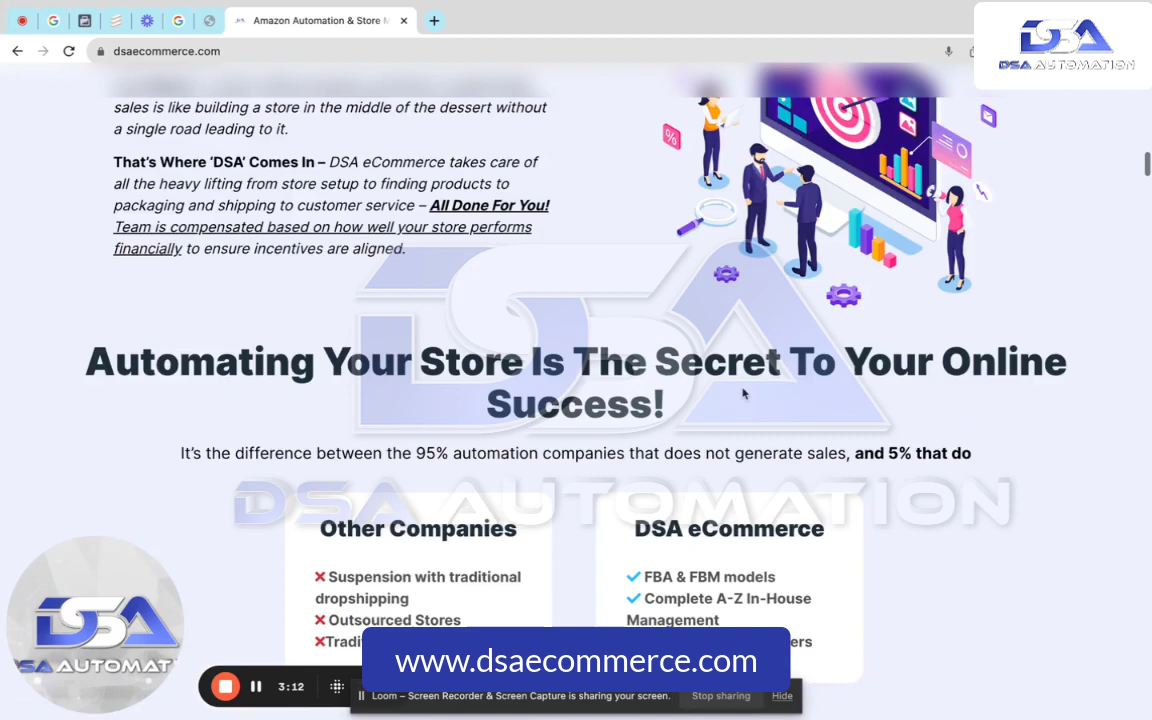 Amazon Automation & Store M
dsaecommerce.com
DSA AUTOMATION
sales is like building a store in the middle of the dessert without
a single road leading to it.
That's Where 'DSA' Comes In – DSA eCommerce takes care of
all the heavy lifting from store setup to finding products to
packaging and shipping to customer service – All Done For You!
Team is compensated based on how well your store performs
financially to ensure incentives are aligned.
Automating Your Store Is The Secret To Your Online
Success!
It's the difference between the 95% automation companies that does not generate sales, and 5% that do
DSA AUTOMATION
Other Companies
Suspension with traditional
dropshipping
Outsourced Stores
DSA eCommerce
FBA & FBM models
Complete A-Z In-House
Management
DSA
www.dsaecommerce.com
3:12
Loom – Screen Recorder & Screen Capture is sharing your screen.
Stop sharing
Hide